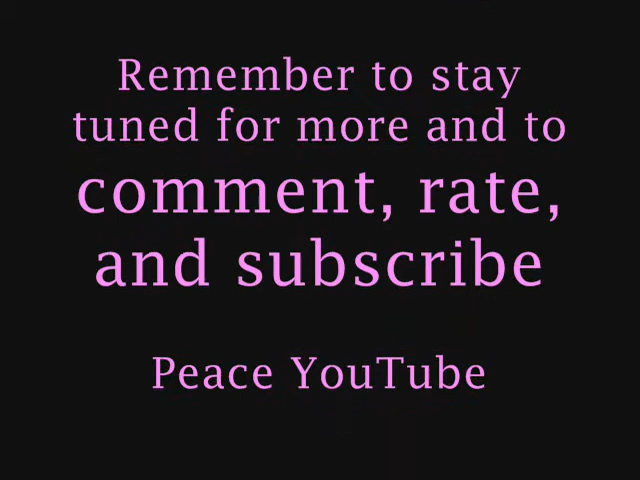 Remember to stay
tuned for more and to
comment, rate,
and subscribe
Peace YouTube